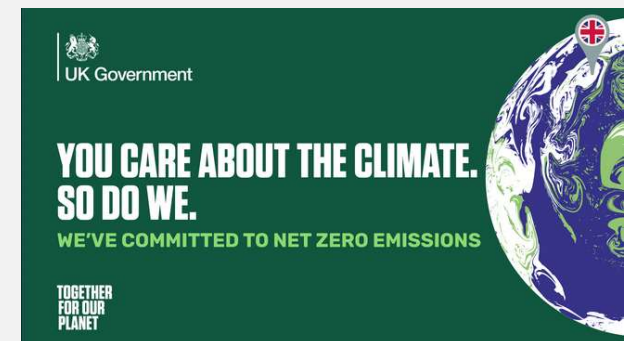 UK Government
YOU CARE ABOUT THE CLIMATE.
SO DO WE.
WE'VE COMMITTED TO NET ZERO EMISSIONS
TOGETHER
FOR OUR
PLANET